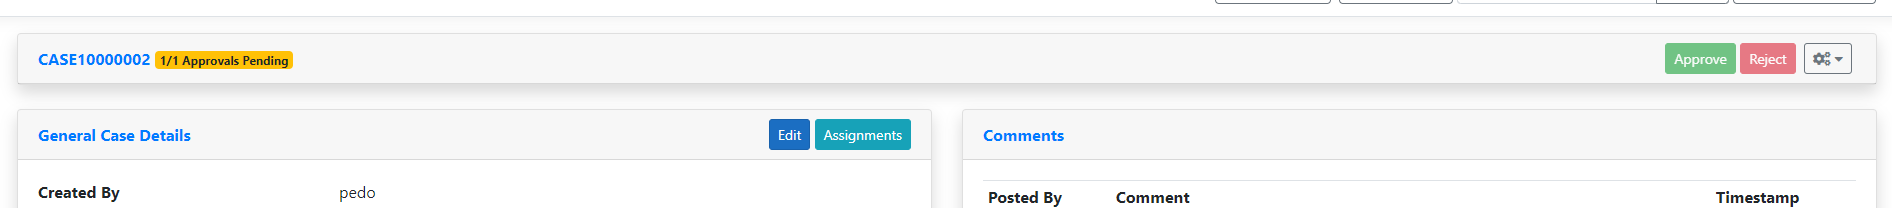 CASE10000002 1/1 Approvals Pending Approve Reject
General Case Details Edit Assignments
Comments
Created By pedo
Posted By Comment Timestamp